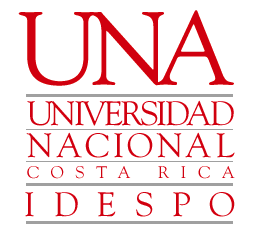 UNA
UNIVERSIDAD
NACIONAL
COSTA RICA
IDESPO